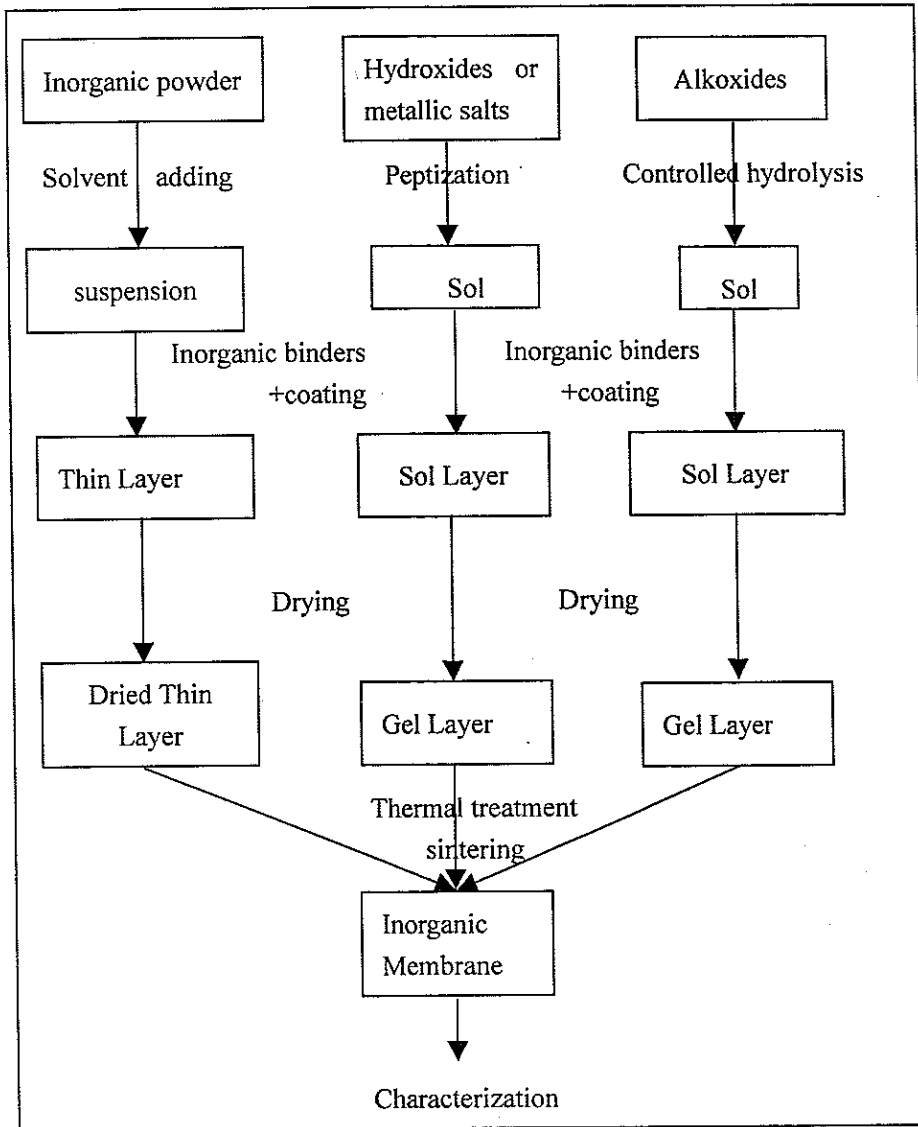 Inorganic powder
Hydroxides or
metallic salts
Alkoxides
Solvent adding
Peptization
Controlled hydrolysis
suspension
Sol
Sol
Inorganic binders
+coating
Inorganic binders
+coating
Thin Layer
Sol Layer
Sol Layer
Drying
Drying
Dried Thin
Layer
Gel Layer
Gel Layer
Thermal treatment
sintering
Inorganic
Membrane
Characterization